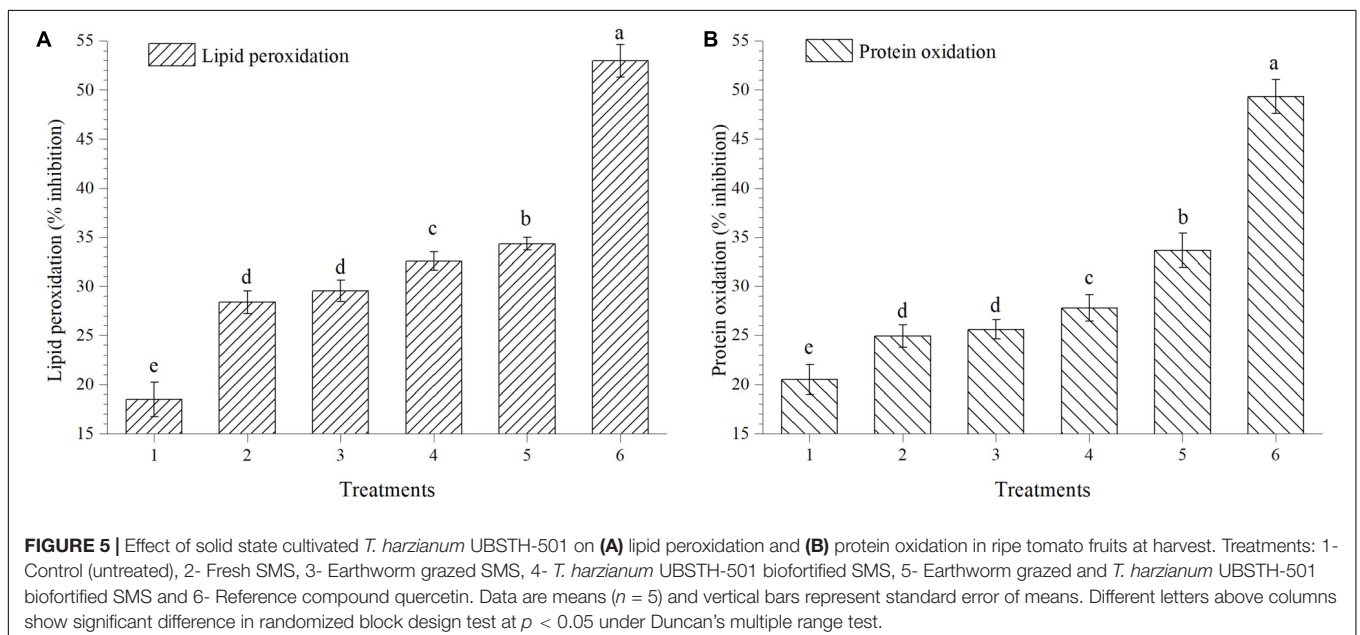 A
Lipid peroxidation
Lipid peroxidation (% inhibition)
55
50
45
40
35
30
25
20
15
e
d
d
c
b
a
1 2 3 4 5 6
Treatments
B
Protein oxidation
Protein oxidation (% inhibition)
55
50
45
40
35
30
25
20
15
e
d
d
c
b
a
1 2 3 4 5 6
Treatments
FIGURE 5 | Effect of solid state cultivated T. harzianum UBSTH-501 on (A) lipid peroxidation and (B) protein oxidation in ripe tomato fruits at harvest. Treatments: 1-
Control (untreated), 2- Fresh SMS, 3- Earthworm grazed SMS, 4- T. harzianum UBSTH-501 biofortified SMS, 5- Earthworm grazed and T. harzianum UBSTH-501
biofortified SMS and 6- Reference compound quercetin. Data are means (n = 5) and vertical bars represent standard error of means. Different letters above columns
show significant difference in randomized block design test at p < 0.05 under Duncan's multiple range test.